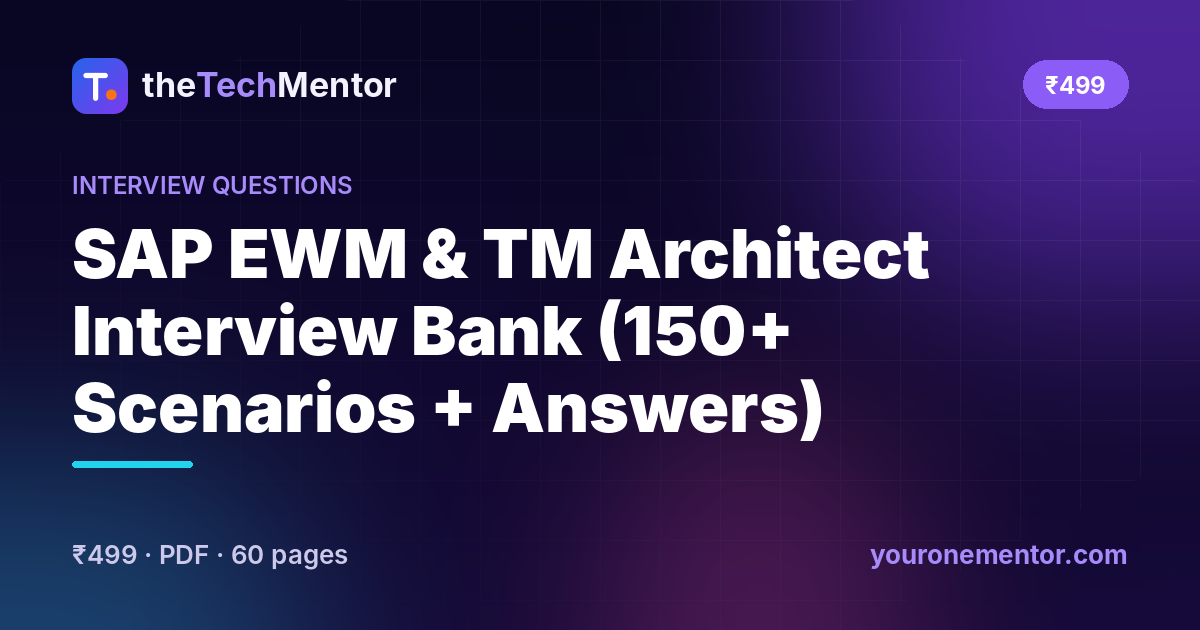 T.
theTechMentor
₹499
INTERVIEW QUESTIONS
SAP EWM & TM Architect
Interview Bank (150+
Scenarios + Answers)
₹499 · PDF · 60 pages
youronementor.com